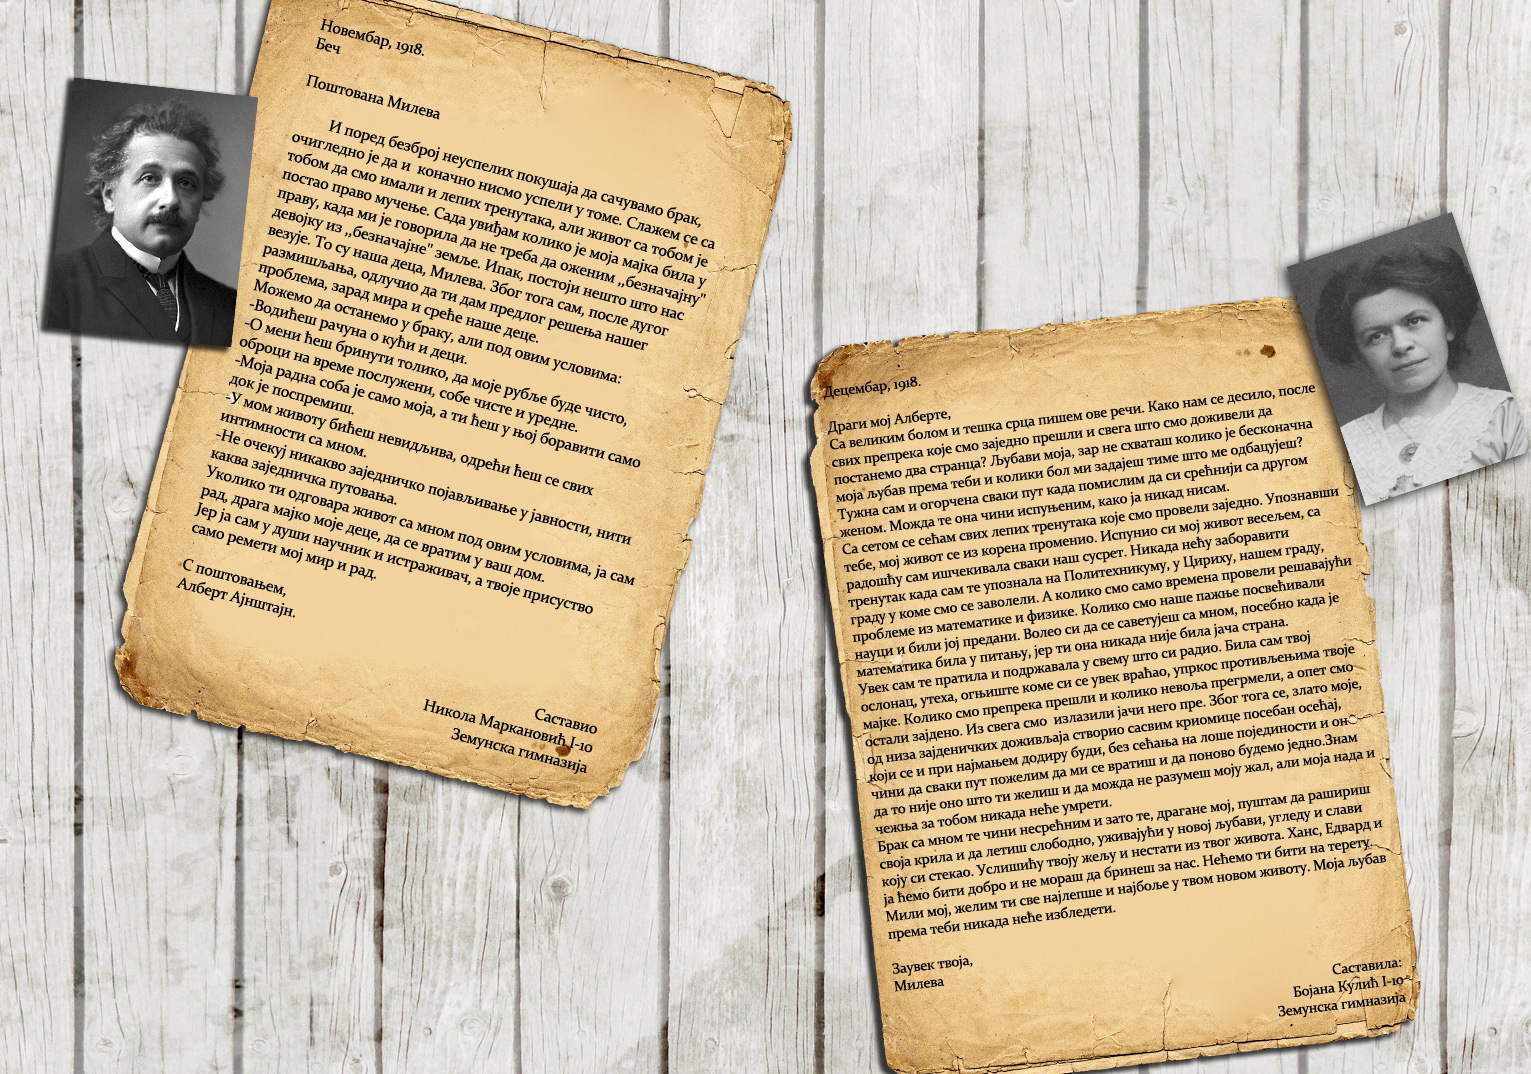 Новембар, 1918.
Беч
Поштована Милева
И поред безброј неуспелих покушаја да сачувамо брак,
очигледно је да и коначно нисмо успели у томе. Слажем се са
тобом да смо имали и лепих тренутака, али живот са тобом је
постао право мучење. Сада увиђам колико је моја мајка била у
праву, када ми је говорила да не треба да оженим ,,безначајну"
девојку из ,,безначајне" земље. Ипак, постоји нешто што нас
везује. То су наша деца, Милева. Због тога сам, после дугог
размишљања, одлучио да ти дам предлог решења нашег
проблема, зарад мира и среће наше деце.
Можемо да останемо у браку, али под овим условима:
-Водићеш рачуна о кући и деци.
-О мени ћеш бринути толико, да моје рубље буде чисто,
оброци на време послужени, собе чисте и уредне.
-Моја радна соба је само моја, а ти ћеш у њој боравити само
док је поспремиш.
-У мом животу бићеш невидљива, одрећи ћеш се свих
интимности са мном.
-Не очекуј никакво заједничко појављивање у јавности, нити
каква заједничка путовања.
Уколико ти одговара живот са мном под овим условима, ја сам
рад, драга мајко моје деце, да се вратим у ваш дом.
Јер ја сам у души научник и истраживач, а твоје присуство
само ремети мој мир и рад.
С поштовањем,
Алберт Ајнштајн.
Саставио
Никола Маркановић I-10
Земунска гимназија
Децембар, 1918.
Драги мој Алберте,
Са великим болом и тешка срца пишем ове речи. Како нам се десило, после
свих препрека које смо заједно прешли и свега што смо доживели да
постанемо два странца? Љубави моја, зар не схваташ колико је бесконачна
моја љубав према теби и колики бол ми задајеш тиме што ме одбацујеш?
Тужна сам и огорчена сваки пут када помислим да си срећнији са другом
женом. Можда те она чини испуњеним, како ја никад нисам.
Са сетом се сећам свих лепих тренутака које смо провели заједно. Упознавши
тебе, мој живот се из корена променио. Испунио си мој живот весељем, са
радошћу сам ишчекивала сваки наш сусрет. Никада нећу заборавити
тренутак када сам те упознала на Политехникуму, у Цириху, нашем граду,
граду у коме смо се заволели. А колико смо само времена провели решавајући
проблеме из математике и физике. Колико смо наше пажње посвећивали
науци и били јој предани. Волео си да се саветујеш са мном, посебно када је
математика била у питању, јер ти она никада није била јача страна.
Увек сам те пратила и подржавала у свему што си радио. Била сам твој
ослонац, утеха, огњиште коме си се увек враћао, упркос противљењима твоје
мајке. Колико смо препрека прешли и колико невоља прегрмели, а опет смо
остали зајдено. Из свега смо излазили јачи него пре. Због тога се, злато моје,
од низа зајденичких доживљаја створио сасвим криомице посебан осећај,
који се и при најмањем додиру буди, без сећања на лоше појединости и он
чини да сваки пут пожелим да ми се вратиш и да поново будемо једно.Знам
да то није оно што ти желиш и да можда не разумеш моју жал, али моја нада и
чежња за тобом никада неће умрети.
Брак са мном те чини несрећним и зато те, драгане мој, пуштам да рашириш
своја крила и да летиш слободно, уживајући у новој љубави, угледу и слави
коју си стекао. Услишићу твоју жељу и нестати из твог живота. Ханс, Едвард и
ја ћемо бити добро и не мораш да бринеш за нас. Нећемо ти бити на терету.
Мили мој, желим ти све најлепше и најбоље у твом новом животу. Моја љубав
према теби никада неће избледети.
Заувек твоја,
Милева
Саставила:
Бојана Кулић I-10
Земунска гимназија